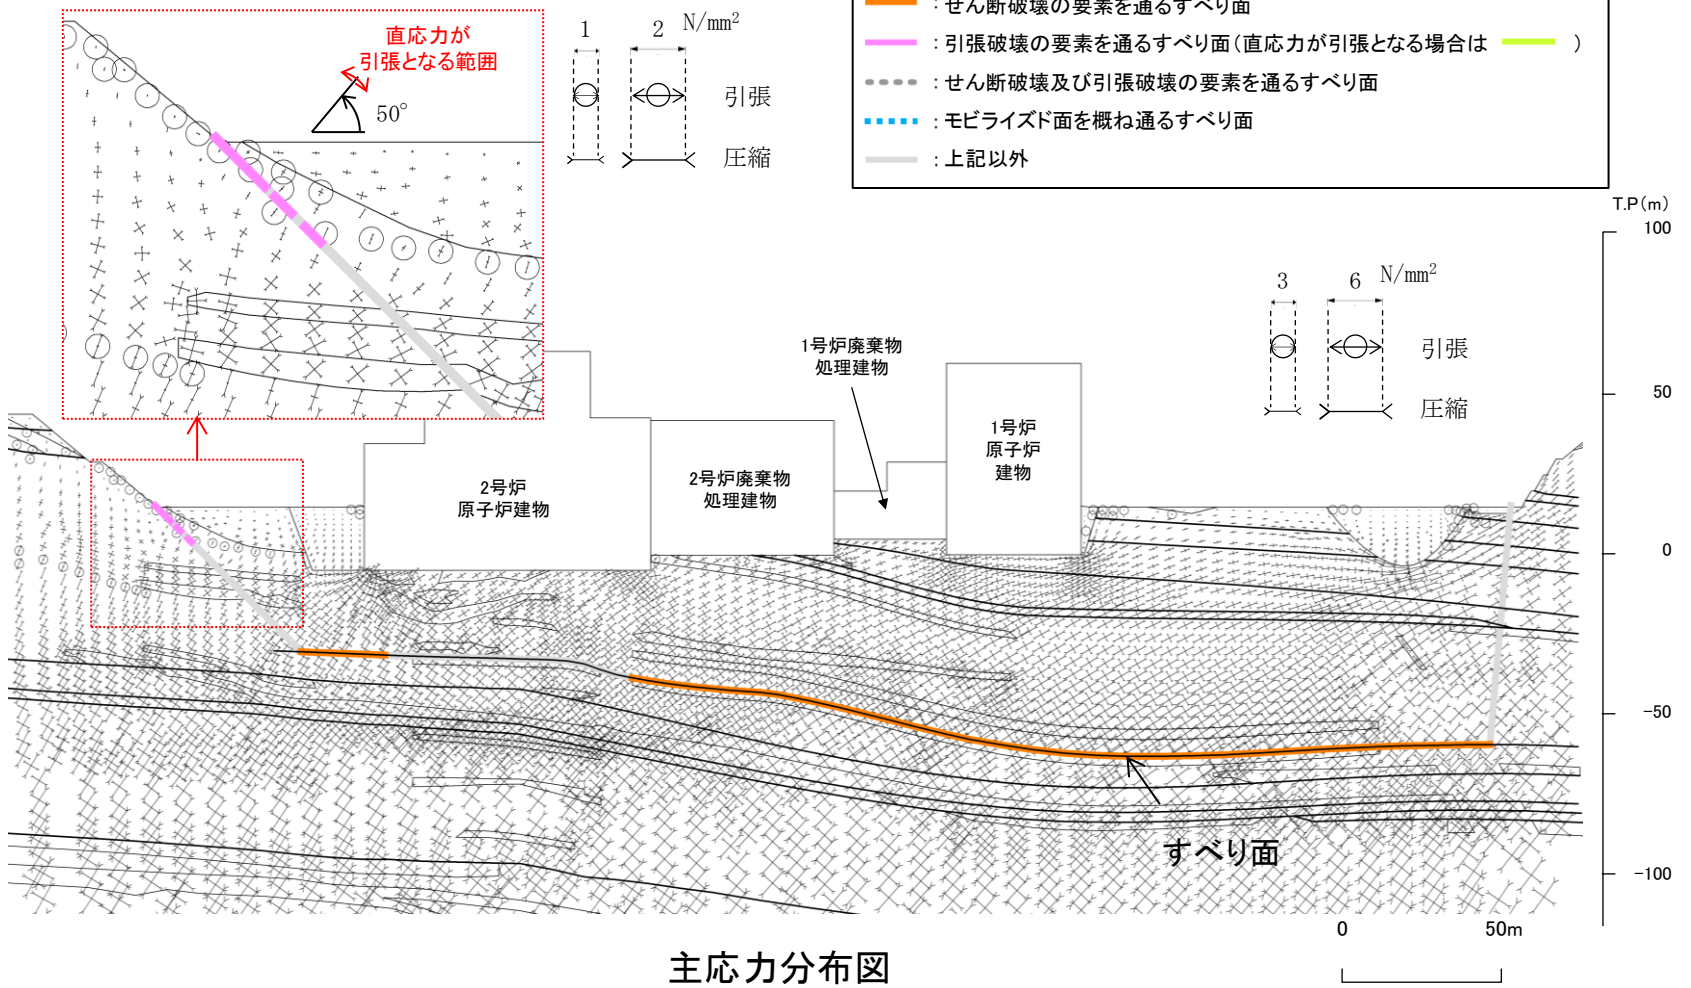 ：せん断破壊の要素を通るすべり面
：引張破壊の要素を通るすべり面（直応力が引張となる場合は ）
：せん断破壊及び引張破壊の要素を通るすべり面
：モビライズド面を概ね通るすべり面
：上記以外
直応力が
引張となる範囲
50°
1 2 N/mm²
引張
圧縮
T.P(m)
100
50
0
-50
-100
3 6 N/mm²
引張
圧縮
1号炉廃棄物
処理建物
1号炉
原子炉
建物
2号炉
原子炉建物
2号炉廃棄物
処理建物
すべり面
0 50m
主応力分布図